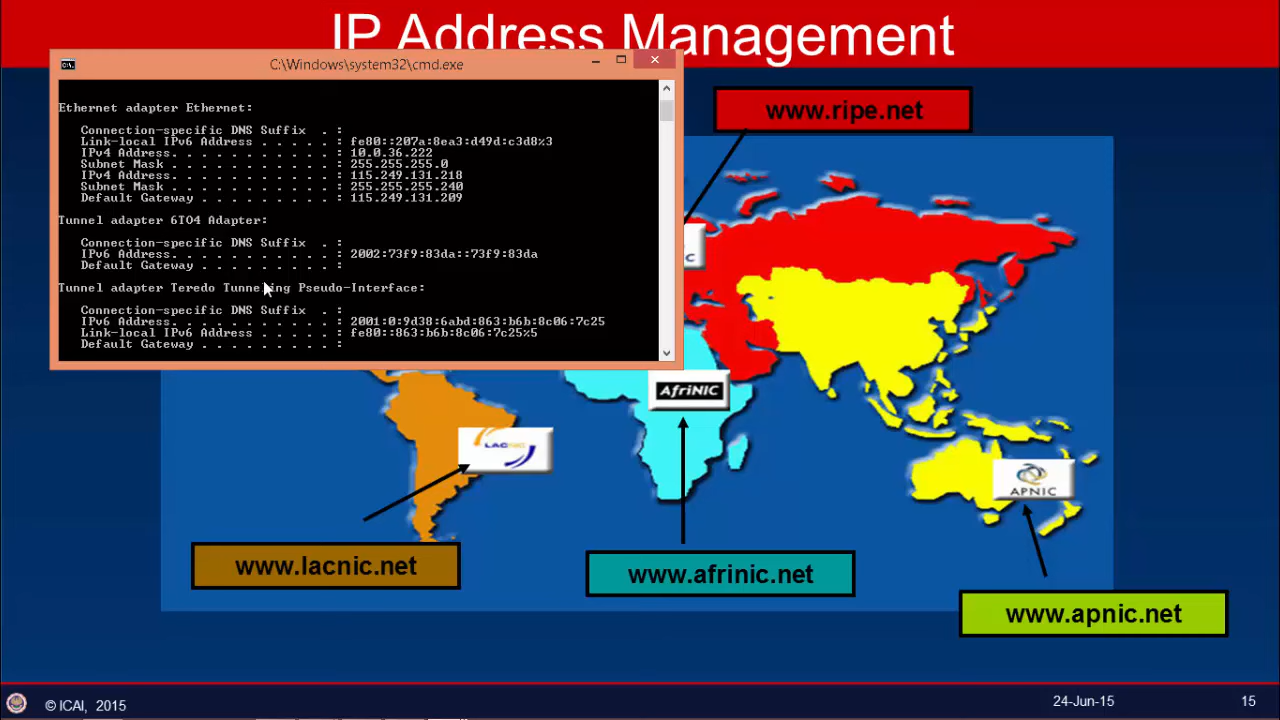 IP Address Management
C:\Windows\system32\cmd.exe
Ethernet adapter Ethernet:
Connection-specific DNS Suffix . :
Link-local IPv6 Address . . . . . : fe80::207a:8ea3:d49d:c3d8%3
IPv4 Address. . . . . . . . . . . : 10.0.36.222
Subnet Mask . . . . . . . . . . . : 255.255.255.0
IPv4 Address. . . . . . . . . . . : 115.249.131.218
Subnet Mask . . . . . . . . . . . : 255.255.255.240
Default Gateway . . . . . . . . . : 115.249.131.209
Tunnel adapter 6TO4 Adapter:
Connection-specific DNS Suffix . :
IPv6 Address. . . . . . . . . . . : 2002:73f9:83da::73f9:83da
Default Gateway . . . . . . . . . :
Tunnel adapter Teredo Tunneling Pseudo-Interface:
Connection-specific DNS Suffix . :
IPv6 Address. . . . . . . . . . . : 2001:0:9d38:6abd:863:b6b:8c06:7c25
Link-local IPv6 Address . . . . . : fe80::863:b6b:8c06:7c25%5
Default Gateway . . . . . . . . . :
www.ripe.net
C
AfriNIC
LACNIC
APNIC
www.lacnic.net
www.afrinic.net
www.apnic.net
© ICAI, 2015
24-Jun-15
15